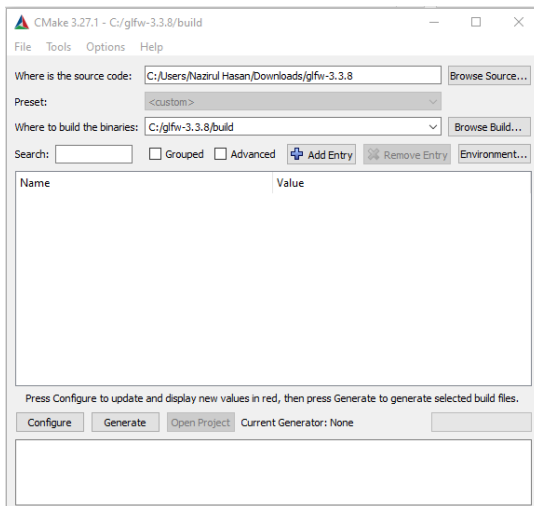 CMake 3.27.1 - C:/glfw-3.3.8/build
File Tools Options Help
Where is the source code: C:/Users/Nazirul Hasan/Downloads/glfw-3.3.8 Browse Source...
Preset: <custom>
Where to build the binaries: C:/glfw-3.3.8/build Browse Build...
Search: Grouped Advanced Add Entry Remove Entry Environment...
Name Value
Press Configure to update and display new values in red, then press Generate to generate selected build files.
Configure Generate Open Project Current Generator: None